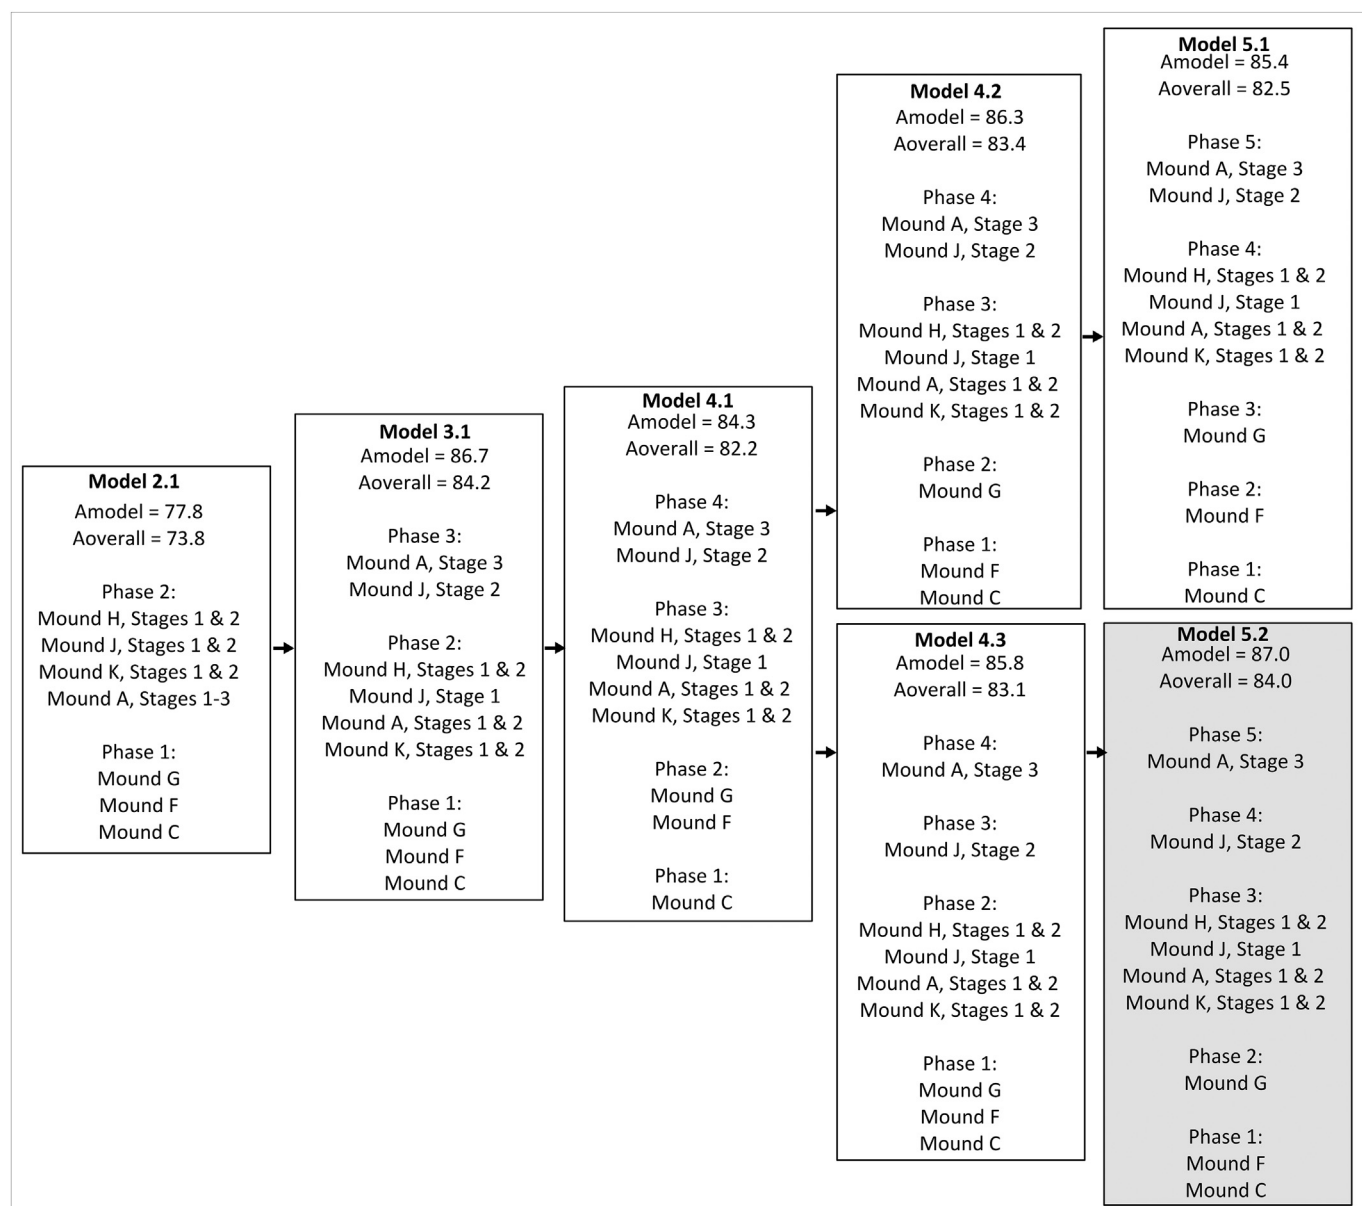 Model 2.1
Amodel = 77.8
Aoverall = 73.8
Phase 2:
Mound H, Stages 1 & 2
Mound J, Stages 1 & 2
Mound K, Stages 1 & 2
Mound A, Stages 1-3
Phase 1:
Mound G
Mound F
Mound C
Model 3.1
Amodel = 86.7
Aoverall = 84.2
Phase 3:
Mound A, Stage 3
Mound J, Stage 2
Phase 2:
Mound H, Stages 1 & 2
Mound J, Stage 1
Mound A, Stages 1 & 2
Mound K, Stages 1 & 2
Phase 1:
Mound G
Mound F
Mound C
Model 4.1
Amodel = 84.3
Aoverall = 82.2
Phase 4:
Mound A, Stage 3
Mound J, Stage 2
Phase 3:
Mound H, Stages 1 & 2
Mound J, Stage 1
Mound A, Stages 1 & 2
Mound K, Stages 1 & 2
Phase 2:
Mound G
Mound F
Phase 1:
Mound C
Model 4.2
Amodel = 86.3
Aoverall = 83.4
Phase 4:
Mound A, Stage 3
Mound J, Stage 2
Phase 3:
Mound H, Stages 1 & 2
Mound J, Stage 1
Mound A, Stages 1 & 2
Mound K, Stages 1 & 2
Phase 2:
Mound G
Phase 1:
Mound F
Mound C
Model 4.3
Amodel = 85.8
Aoverall = 83.1
Phase 4:
Mound A, Stage 3
Phase 3:
Mound J, Stage 2
Phase 2:
Mound H, Stages 1 & 2
Mound J, Stage 1
Mound A, Stages 1 & 2
Mound K, Stages 1 & 2
Phase 1:
Mound G
Mound F
Mound C
Model 5.1
Amodel = 85.4
Aoverall = 82.5
Phase 5:
Mound A, Stage 3
Mound J, Stage 2
Phase 4:
Mound H, Stages 1 & 2
Mound J, Stage 1
Mound A, Stages 1 & 2
Mound K, Stages 1 & 2
Phase 3:
Mound G
Phase 2:
Mound F
Phase 1:
Mound C
Model 5.2
Amodel = 87.0
Aoverall = 84.0
Phase 5:
Mound A, Stage 3
Phase 4:
Mound J, Stage 2
Phase 3:
Mound H, Stages 1 & 2
Mound J, Stage 1
Mound A, Stages 1 & 2
Mound K, Stages 1 & 2
Phase 2:
Mound G
Phase 1:
Mound F
Mound C